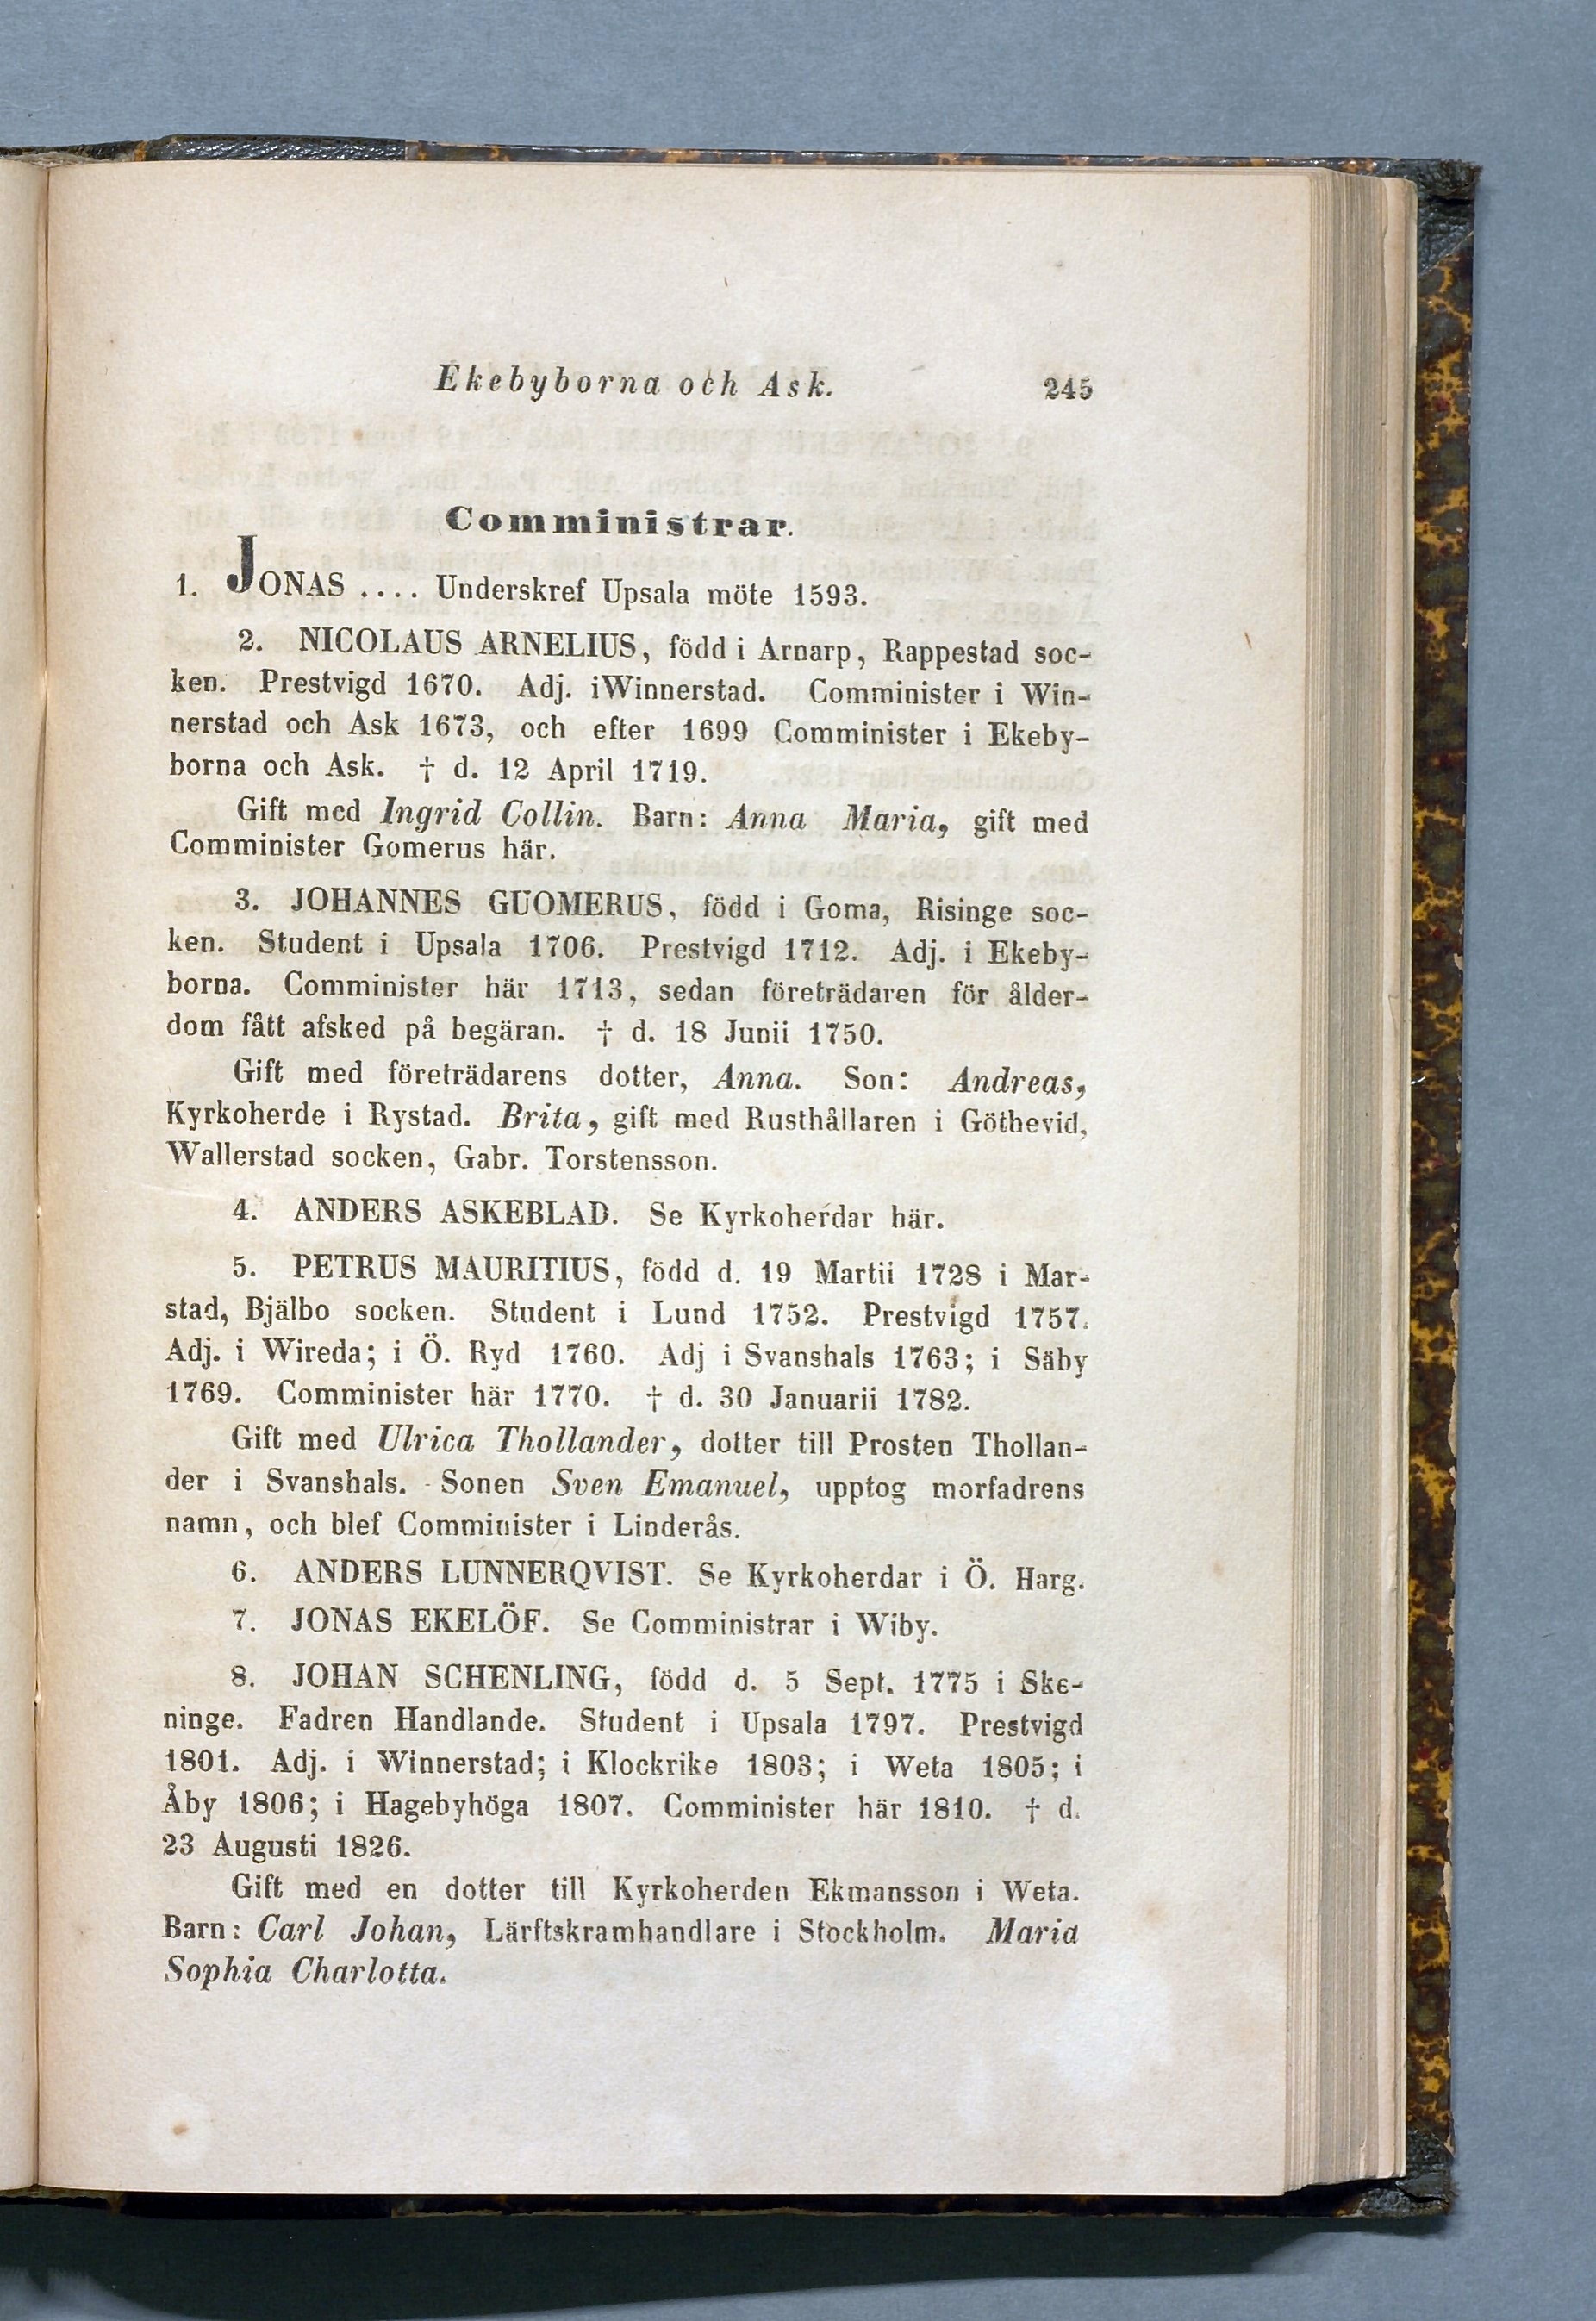 Ekebyborna och Ask. 245
Comministrar.
1. JONAS .... Underskref Upsala möte 1593.
2. NICOLAUS ARNELIUS, född i Arnarp, Rappestad soc-
ken. Prestvigd 1670. Adj. iWinnerstad. Comminister i Win-
nerstad och Ask 1673, och efter 1699 Comminister i Ekeby-
borna och Ask. † d. 12 April 1719.
Gift med Ingrid Collin. Barn: Anna Maria, gift med
Comminister Gomerus här.
3. JOHANNES GUOMERUS, född i Goma, Risinge soc-
ken. Student i Upsala 1706. Prestvigd 1712. Adj. i Ekeby-
borna. Comminister här 1713, sedan företrädaren för ålder-
dom fått afsked på begäran. † d. 18 Junii 1750.
Gift med företrädarens dotter, Anna. Son: Andreas,
Kyrkoherde i Rystad. Brita, gift med Rusthållaren i Göthevid,
Wallerstad socken, Gabr. Torstensson.
4. ANDERS ASKEBLAD. Se Kyrkoherdar här.
5. PETRUS MAURITIUS, född d. 19 Martii 1728 i Mar-
stad, Bjälbo socken. Student i Lund 1752. Prestvigd 1757.
Adj. i Wireda; i Ö. Ryd 1760. Adj i Svanshals 1763; i Säby
1769. Comminister här 1770. † d. 30 Januarii 1782.
Gift med Ulrica Thollander, dotter till Prosten Thollan-
der i Svanshals. Sonen Sven Emanuel, upptog morfadrens
namn, och blef Comminister i Linderås.
6. ANDERS LUNNERQVIST. Se Kyrkoherdar i Ö. Harg.
7. JONAS EKELÖF. Se Comministrar i Wiby.
8. JOHAN SCHENLING, född d. 5 Sept. 1775 i Ske-
ninge. Fadren Handlande. Student i Upsala 1797. Prestvigd
1801. Adj. i Winnerstad; i Klockrike 1803; i Weta 1805; i
Åby 1806; i Hagebyhöga 1807. Comminister här 1810. † d.
23 Augusti 1826.
Gift med en dotter till Kyrkoherden Ekmansson i Weta.
Barn: Carl Johan, Lärftskramhandlare i Stockholm. Maria
Sophia Charlotta.